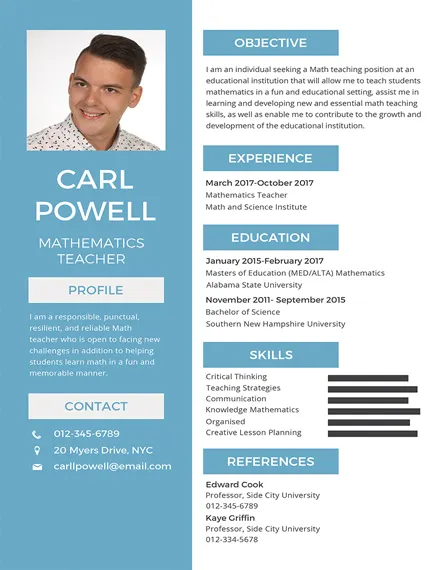 CARL
POWELL
MATHEMATICS
TEACHER
PROFILE
I am a responsible, punctual,
resilient, and reliable Math
teacher who is open to facing new
challenges in addition to helping
students learn math in a fun and
memorable manner.
CONTACT
012-345-6789
20 Myers Drive, NYC
carllpowell@email.com
OBJECTIVE
I am an individual seeking a Math teaching position at an
educational institution that will allow me to teach students
mathematics in a fun and educational setting, assist me in
learning and developing new and essential math teaching
skills, as well as enable me to contribute to the growth and
development of the educational institution.
EXPERIENCE
March 2017-October 2017
Mathematics Teacher
Math and Science Institute
EDUCATION
January 2015-February 2017
Masters of Education (MED/ALTA) Mathematics
Alabama State University
November 2011- September 2015
Bachelor of Science
Southern New Hampshire University
SKILLS
Critical Thinking
Teaching Strategies
Communication
Knowledge Mathematics
Organised
Creative Lesson Planning
REFERENCES
Edward Cook
Professor, Side City University
012-345-6789
Kaye Griffin
Professor, Side City University
012-334-5678